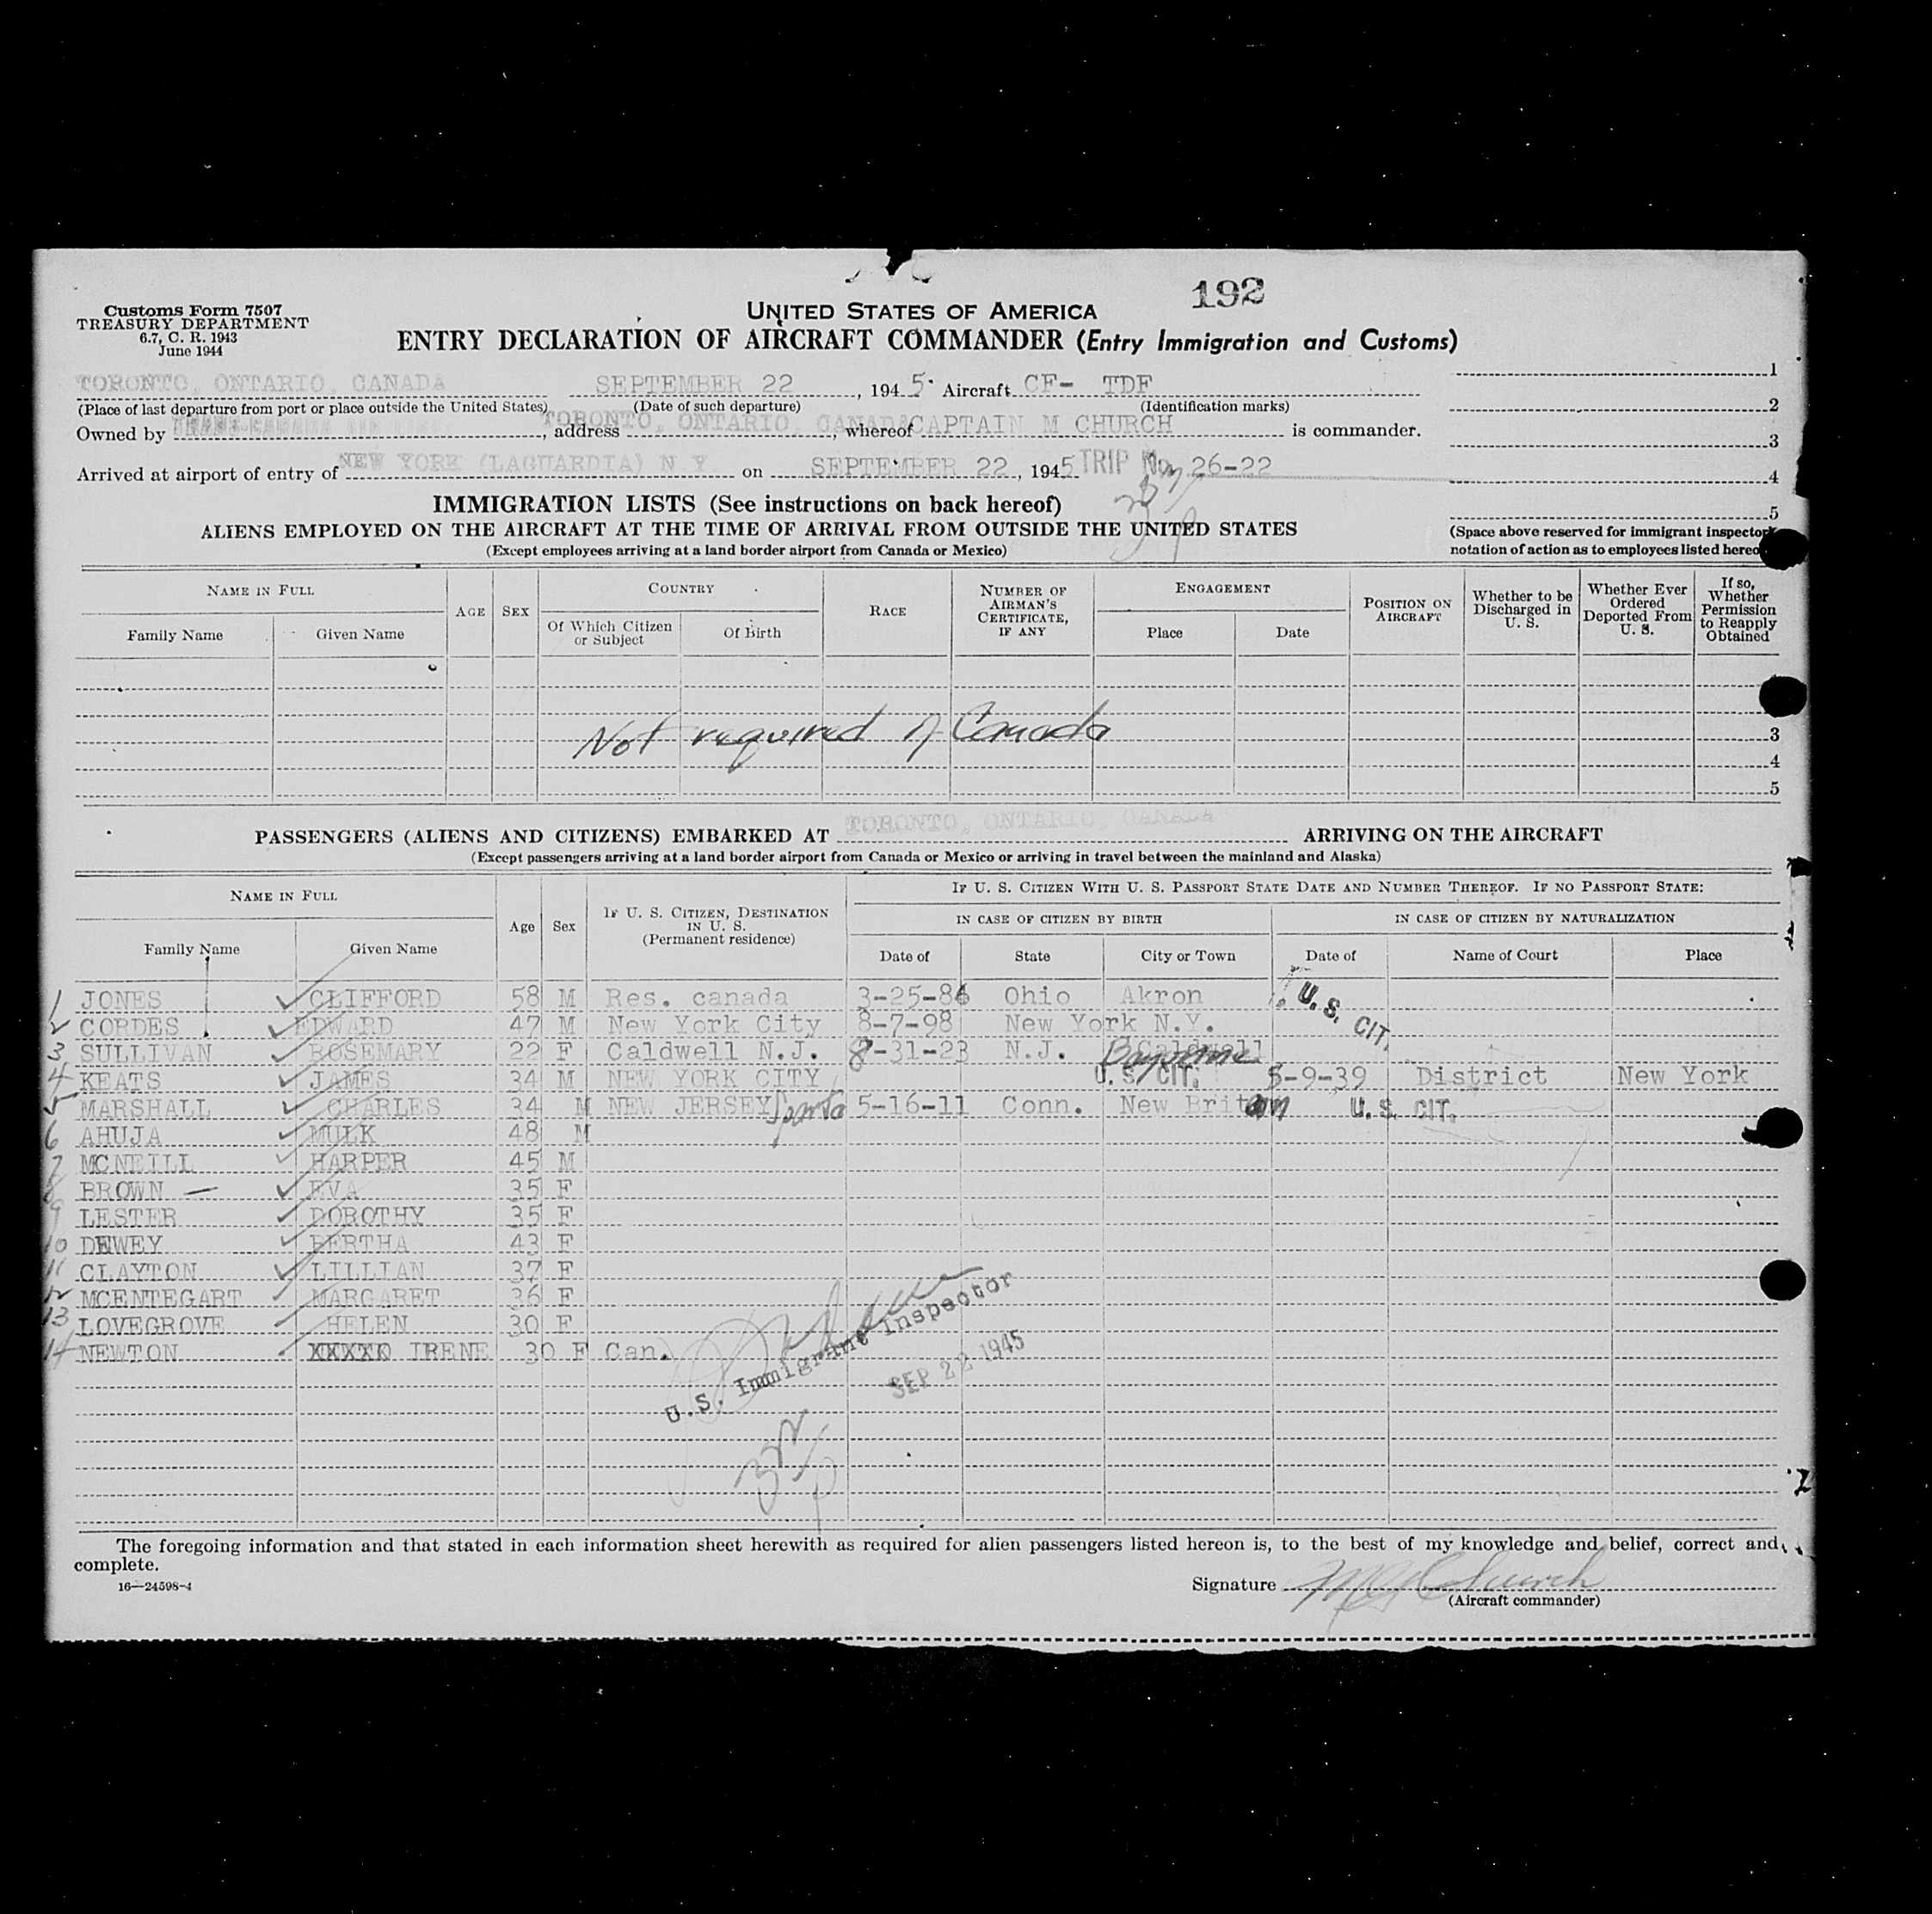 192
Customs Form 7507
TREASURY DEPARTMENT
6.7, C. R. 1943
June 1944
UNITED STATES OF AMERICA
ENTRY DECLARATION OF AIRCRAFT COMMANDER (Entry Immigration and Customs)
TORONTO, ONTARIO, CANADA SEPTEMBER 22, 1945. Aircraft CF- TDF 1
(Place of last departure from port or place outside the United States) (Date of such departure) (Identification marks) 2
Owned by , address TORONTO, ONTARIO, CANADA, whereof CAPTAIN M CHURCH is commander. 3
Arrived at airport of entry of NEW YORK (LAGUARDIA) N Y on SEPTEMBER 22, 1945 TRIP No. 26-22 4
5
IMMIGRATION LISTS (See instructions on back hereof)
ALIENS EMPLOYED ON THE AIRCRAFT AT THE TIME OF ARRIVAL FROM OUTSIDE THE UNITED STATES
(Except employees arriving at a land border airport from Canada or Mexico)
(Space above reserved for immigrant inspector
notation of action as to employees listed hereo
NAME IN FULL AGE SEX COUNTRY RACE NUMBER OF AIRMAN'S CERTIFICATE, IF ANY ENGAGEMENT POSITION ON AIRCRAFT Whether to be Discharged in U. S. Whether Ever Ordered Deported From U. S. If so, Whether Permission to Reapply Obtained
Family Name Given Name Of Which Citizen or Subject Of Birth Place Date
Not required of Canada
3
4
5
PASSENGERS (ALIENS AND CITIZENS) EMBARKED AT TORONTO, ONTARIO, CANADA ARRIVING ON THE AIRCRAFT
(Except passengers arriving at a land border airport from Canada or Mexico or arriving in travel between the mainland and Alaska)
NAME IN FULL Age Sex IF U. S. CITIZEN, DESTINATION IN U. S. (Permanent residence) IF U. S. CITIZEN WITH U. S. PASSPORT STATE DATE AND NUMBER THEREOF. IF NO PASSPORT STATE:
IN CASE OF CITIZEN BY BIRTH IN CASE OF CITIZEN BY NATURALIZATION
Family Name Given Name Date of State City or Town Date of Name of Court Place
1 JONES CLIFFORD 58 M Res. canada 3-25-86 Ohio Akron U. S. CIT.
2 CORDES EDWARD 47 M New York City 8-7-98 New York N.Y.
3 SULLIVAN ROSEMARY 22 F Caldwell N.J. 8-31-23 N.J. Caldwell Bayonne
4 KEATS JAMES 34 M NEW YORK CITY U. S. CIT. 5-9-39 District New York
5 MARSHALL CHARLES 34 M NEW JERSEY Sparta 5-16-11 Conn. New Britain U. S. CIT.
6 AHUJA MULK 48 M
7 MCNEILL HARPER 45 M
8 BROWN — EVA 35 F
9 LESTER DOROTHY 35 F
10 DEWEY BERTHA 43 F
11 CLAYTON LILLIAN 37 F
12 MCENTEGART MARGARET 36 F
13 LOVEGROVE HELEN 30 F
14 NEWTON IRENE 30 F Can.
U.S. Immigrant Inspector
SEP 22 1945
The foregoing information and that stated in each information sheet herewith as required for alien passengers listed hereon is, to the best of my knowledge and belief, correct and
complete.
16—24598-4
Signature M Church
(Aircraft commander)